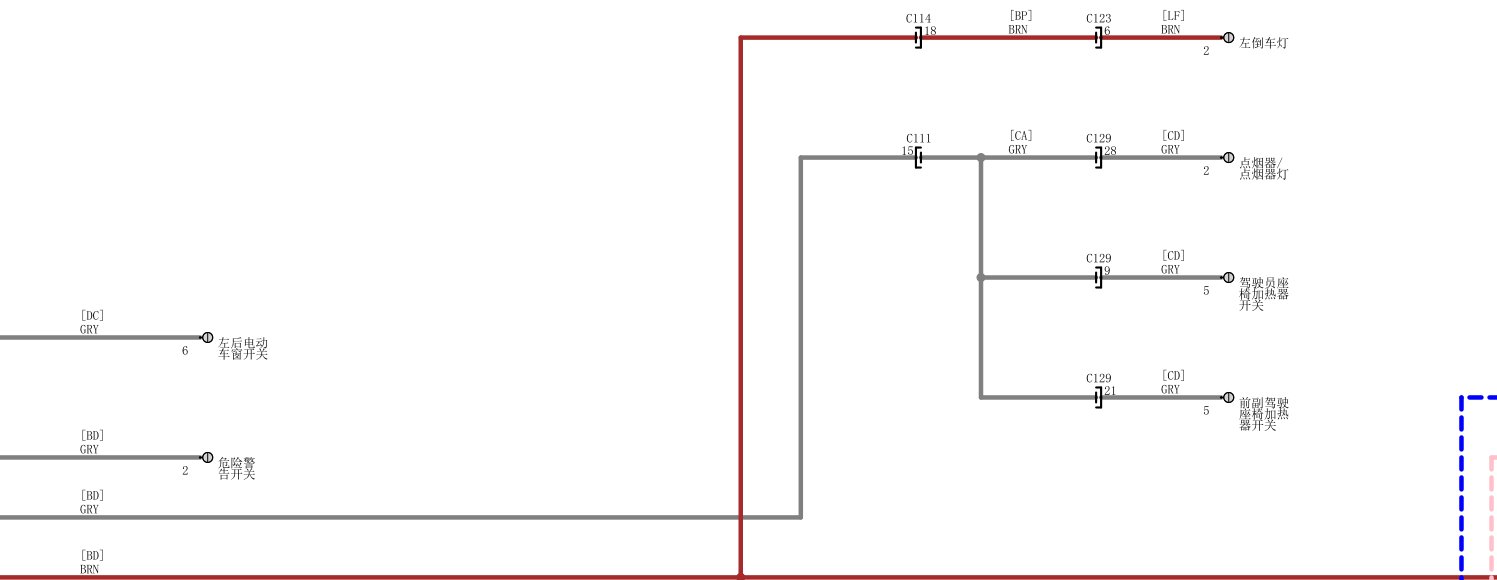 C114
[BP]
C123
[LF]
18
BRN
6
BRN
2
左倒车灯
C111
[CA]
C129
[CD]
15
GRY
28
GRY
2
点烟器/
点烟器灯
C129
[CD]
9
GRY
5
驾驶员座
椅加热器
开关
[DC]
GRY
6
左后电动
车窗开关
C129
[CD]
21
GRY
5
前副驾驶
座椅加热
器开关
[BD]
GRY
2
危险警
告开关
[BD]
GRY
[BD]
BRN